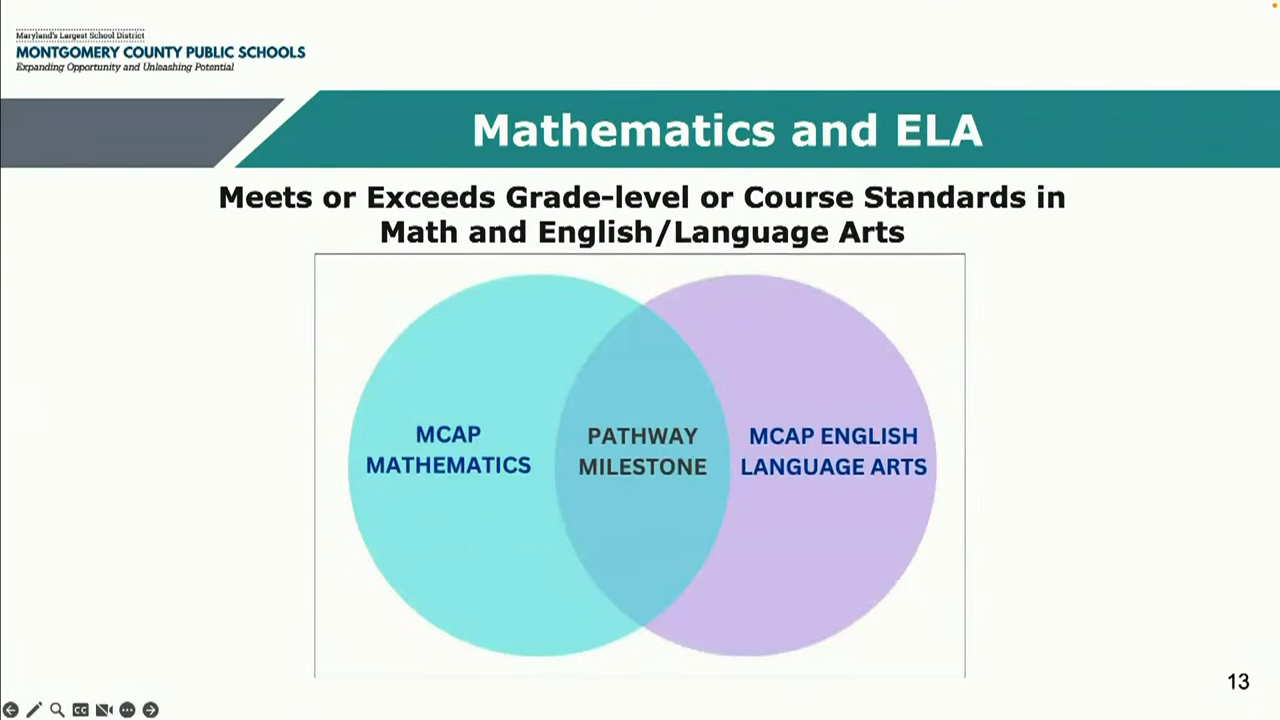 Maryland's Largest School District
MONTGOMERY COUNTY PUBLIC SCHOOLS
Expanding Opportunity and Unleashing Potential
Mathematics and ELA
Meets or Exceeds Grade-level or Course Standards in
Math and English/Language Arts
MCAP
MATHEMATICS
PATHWAY
MILESTONE
MCAP ENGLISH
LANGUAGE ARTS
13
CC